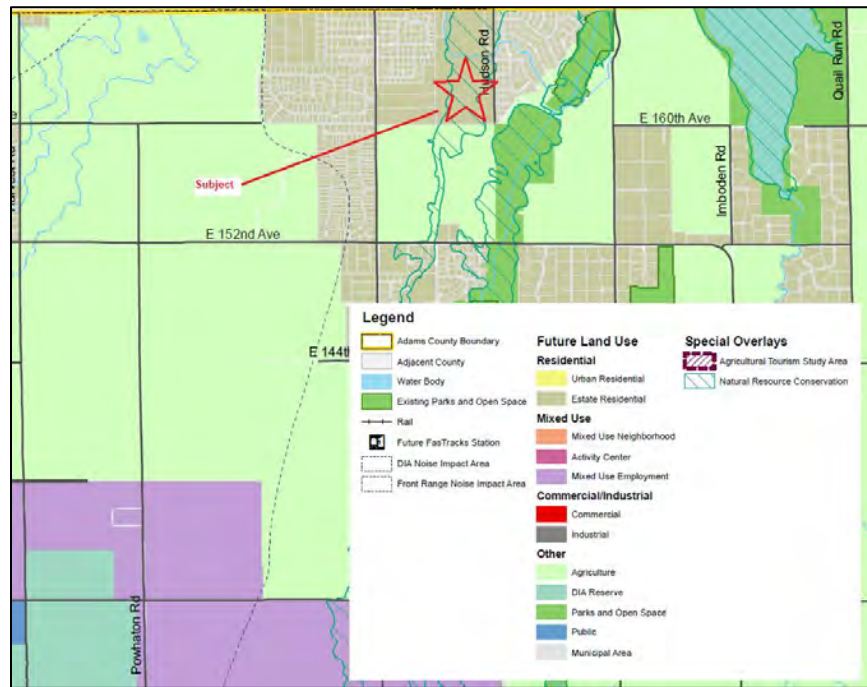 Hudson Rd
Quail Run Rd
E 160th Ave
Imboden Rd
Subject
E 152nd Ave
E 144th
Powhaton Rd
Legend
Adams County Boundary
Adjacent County
Water Body
Existing Parks and Open Space
Rail
Future FasTracks Station
DIA Noise Impact Area
Front Range Noise Impact Area
Future Land Use
Residential
Urban Residential
Estate Residential
Mixed Use
Mixed Use Neighborhood
Activity Center
Mixed Use Employment
Commercial/Industrial
Commercial
Industrial
Other
Agriculture
DIA Reserve
Parks and Open Space
Public
Municipal Area
Special Overlays
Agricultural Tourism Study Area
Natural Resource Conservation